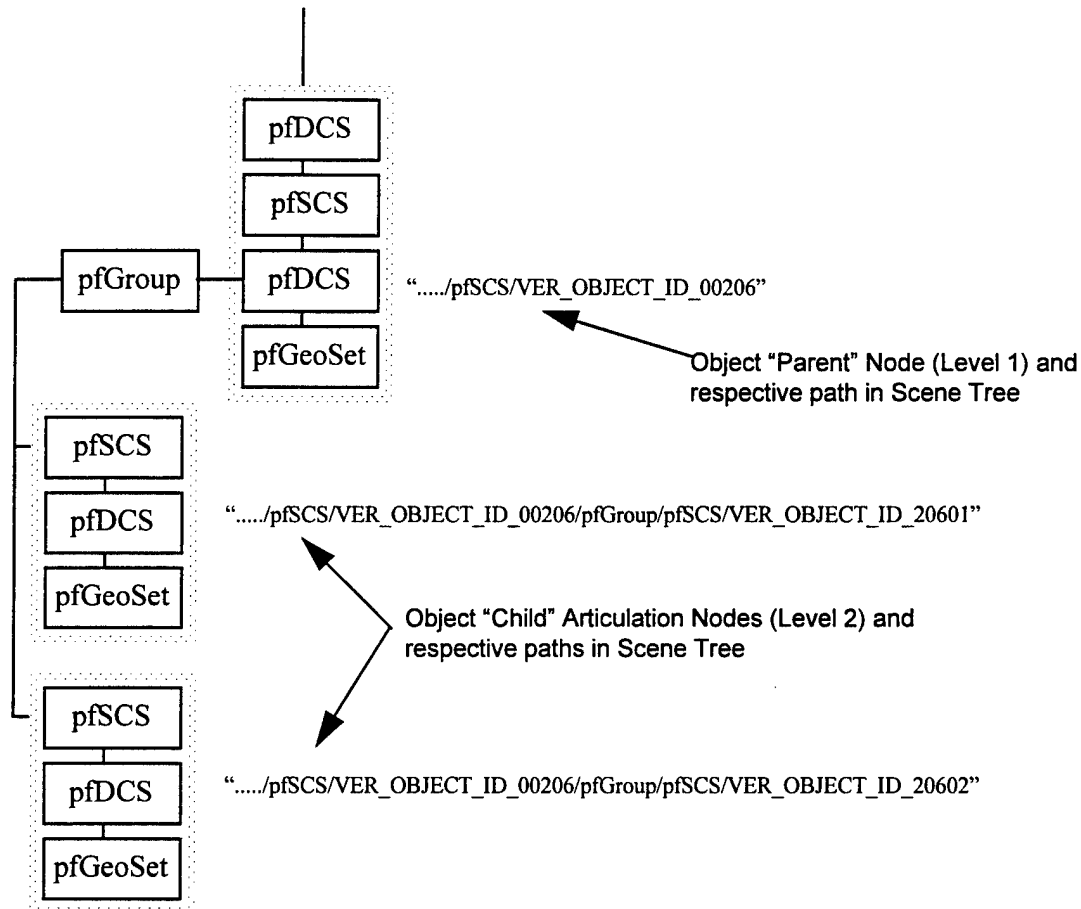 pfDCS
pfSCS
pfGroup
pfDCS
“...../pfSCS/VER_OBJECT_ID_00206”
pfGeoSet
Object “Parent” Node (Level 1) and
respective path in Scene Tree
pfSCS
pfDCS
“...../pfSCS/VER_OBJECT_ID_00206/pfGroup/pfSCS/VER_OBJECT_ID_20601”
pfGeoSet
Object “Child” Articulation Nodes (Level 2) and
respective paths in Scene Tree
pfSCS
pfDCS
“...../pfSCS/VER_OBJECT_ID_00206/pfGroup/pfSCS/VER_OBJECT_ID_20602”
pfGeoSet